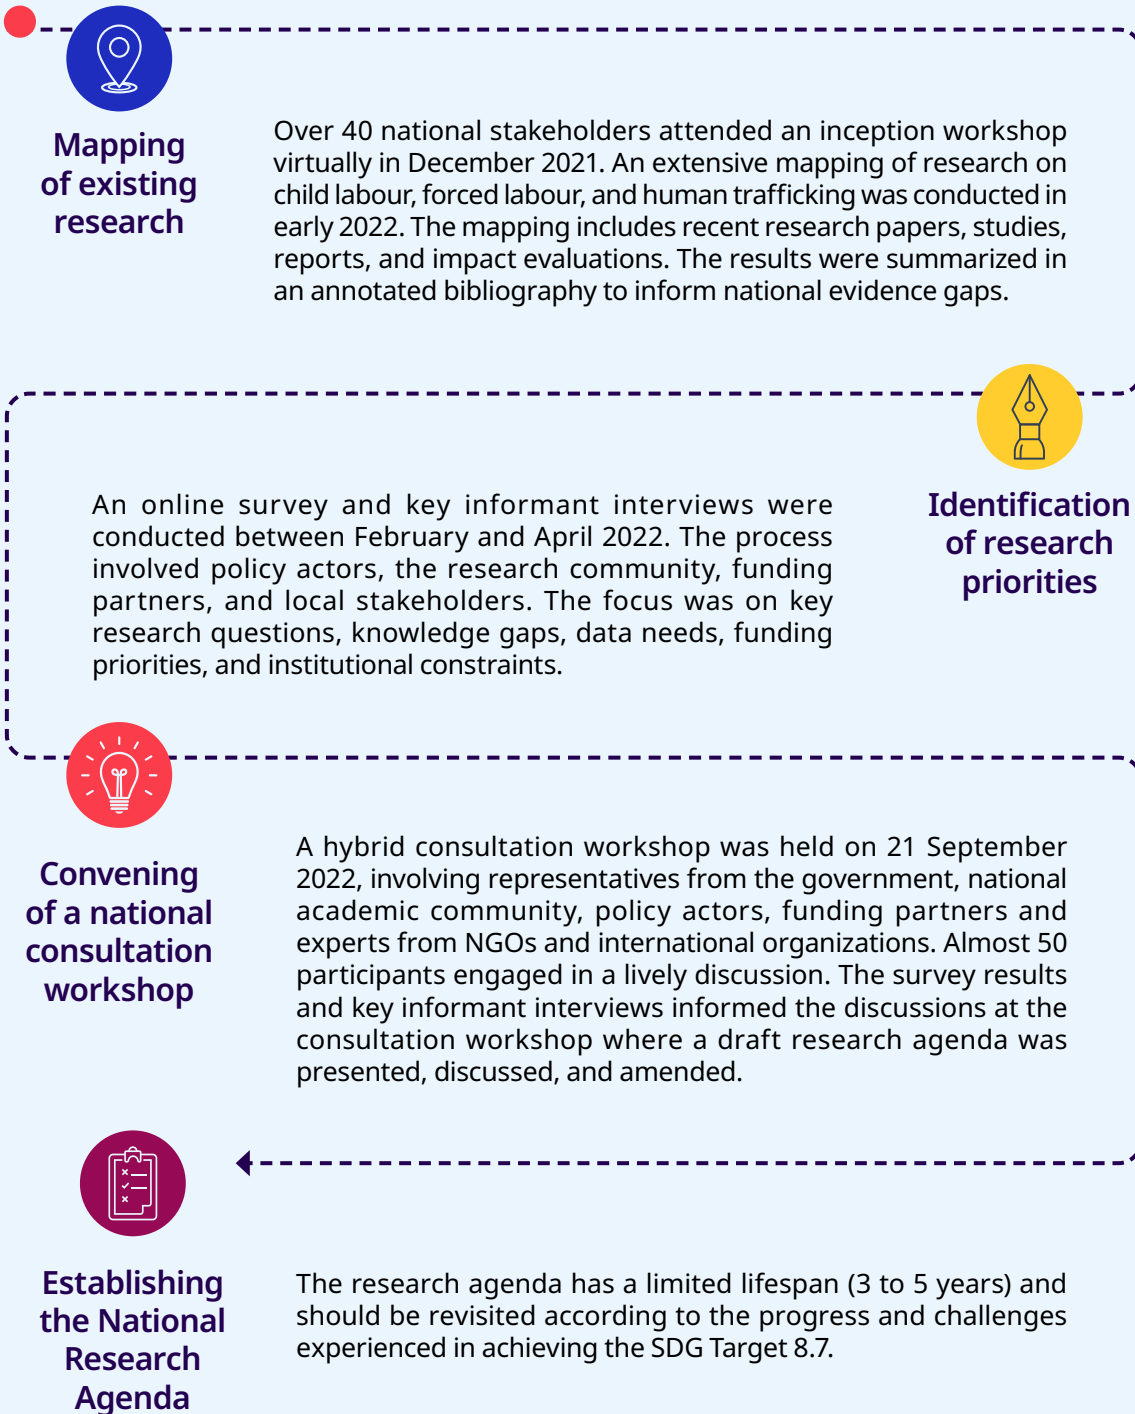 Mapping
of existing
research
Over 40 national stakeholders attended an inception workshop
virtually in December 2021. An extensive mapping of research on
child labour, forced labour, and human trafficking was conducted in
early 2022. The mapping includes recent research papers, studies,
reports, and impact evaluations. The results were summarized in
an annotated bibliography to inform national evidence gaps.
Identification
of research
priorities
An online survey and key informant interviews were
conducted between February and April 2022. The process
involved policy actors, the research community, funding
partners, and local stakeholders. The focus was on key
research questions, knowledge gaps, data needs, funding
priorities, and institutional constraints.
Convening
of a national
consultation
workshop
A hybrid consultation workshop was held on 21 September
2022, involving representatives from the government, national
academic community, policy actors, funding partners and
experts from NGOs and international organizations. Almost 50
participants engaged in a lively discussion. The survey results
and key informant interviews informed the discussions at the
consultation workshop where a draft research agenda was
presented, discussed, and amended.
Establishing
the National
Research
Agenda
The research agenda has a limited lifespan (3 to 5 years) and
should be revisited according to the progress and challenges
experienced in achieving the SDG Target 8.7.